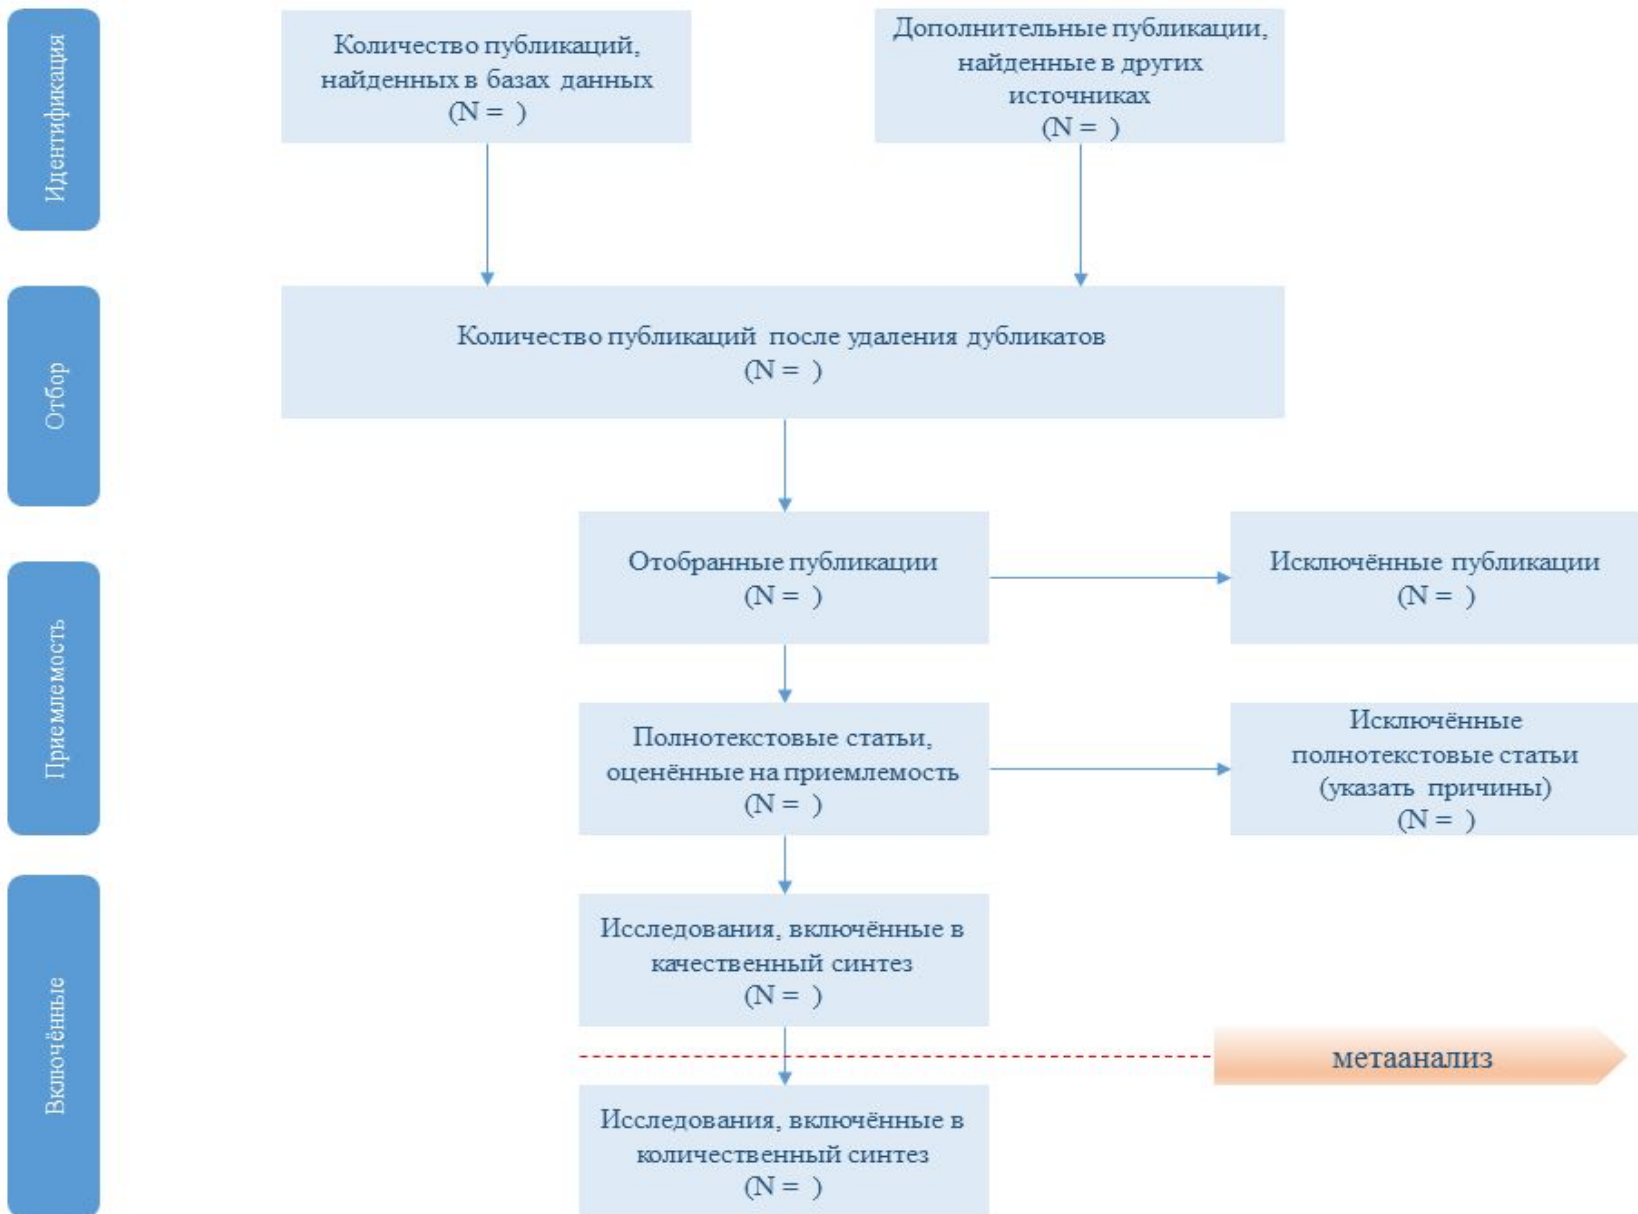 Идентификация
Количество публикаций,
найденных в базах данных
(N = )
Дополнительные публикации,
найденные в других
источниках
(N = )
Отбор
Количество публикаций после удаления дубликатов
(N = )
Приемлемость
Отобранные публикации
(N = )
Исключённые публикации
(N = )
Полнотекстовые статьи,
оценённые на приемлемость
(N = )
Исключённые
полнотекстовые статьи
(указать причины)
(N = )
Включённые
Исследования, включённые в
качественный синтез
(N = )
метаанализ
Исследования, включённые в
количественный синтез
(N = )